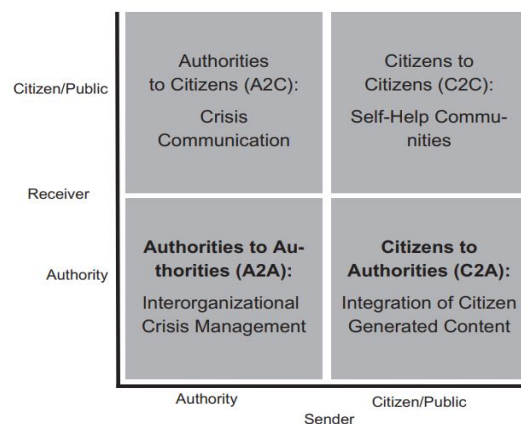 Citizen/Public
Authorities
to Citizens (A2C):
Crisis
Communication
Citizens to
Citizens (C2C):
Self-Help Commu-
nities
Receiver
Authority
Authorities to Au-
thorities (A2A):
Interorganizational
Crisis Management
Citizens to
Authorities (C2A):
Integration of Citizen
Generated Content
Authority
Citizen/Public
Sender